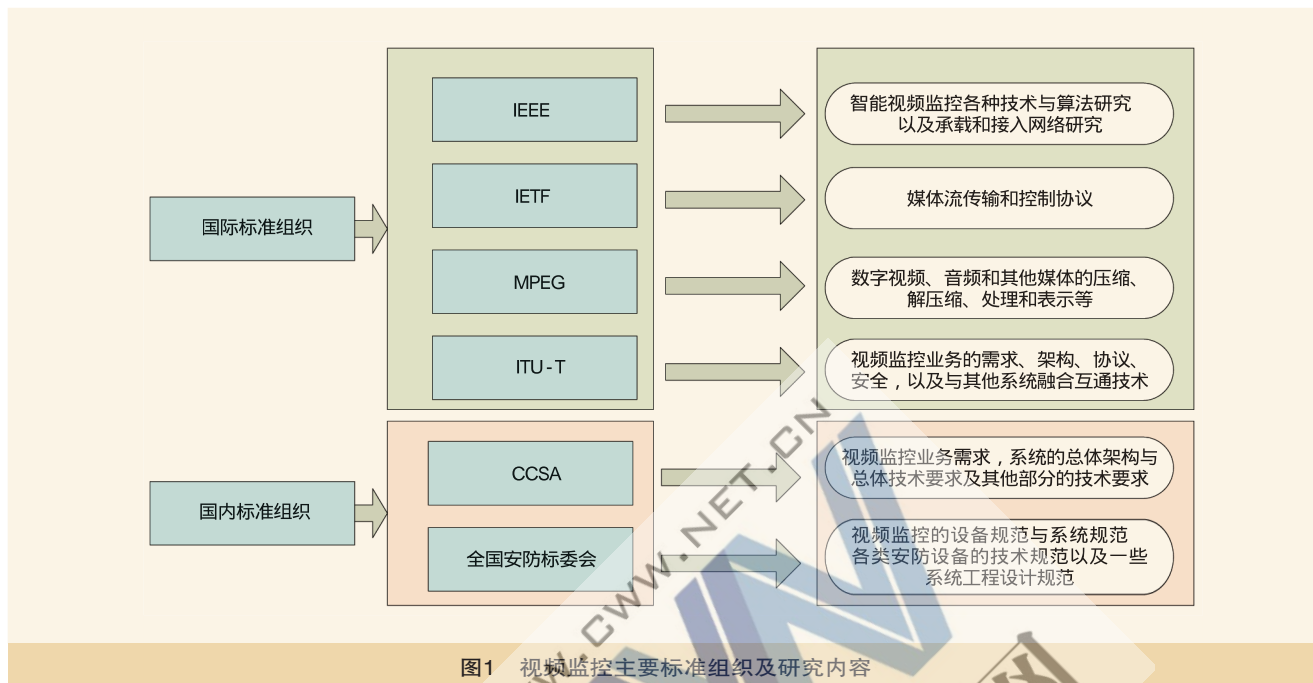 国际标准组织
IEEE
智能视频监控各种技术与算法研究
以及承载和接入网络研究
IETF
媒体流传输和控制协议
MPEG
数字视频、音频和其他媒体的压缩、
解压缩、处理和表示等
ITU-T
视频监控业务的需求、架构、协议、
安全，以及与其他系统融合互通技术
国内标准组织
CCSA
视频监控业务需求，系统的总体架构与
总体技术要求及其他部分的技术要求
全国安防标委会
视频监控的设备规范与系统规范
各类安防设备的技术规范以及一些
系统工程设计规范
图1 视频监控主要标准组织及研究内容
.CWW.NET.CN
网